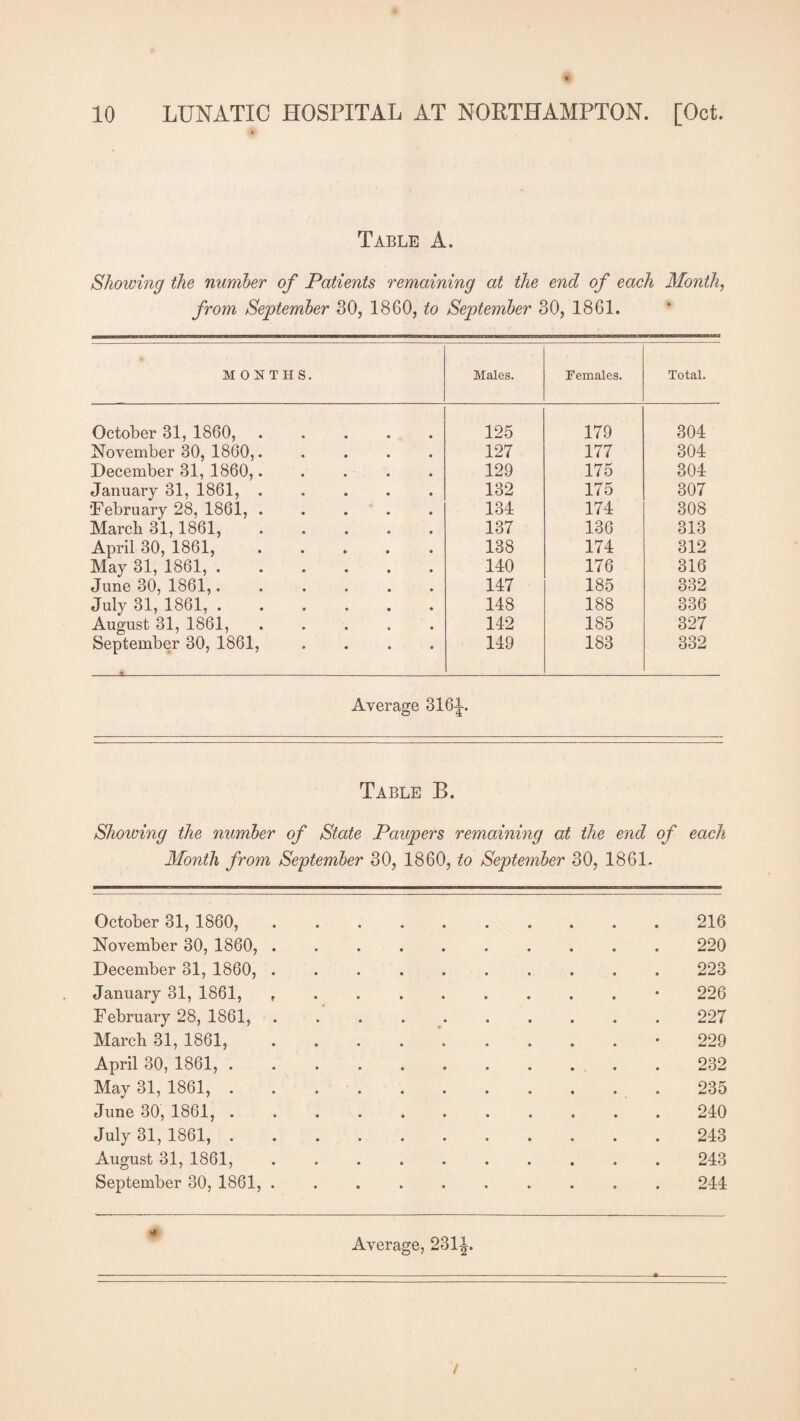 10 LUNATIC HOSPITAL AT NORTHAMPTON. [Oct.
TABLE A.
Showing the number of Patients remaining at the end of each Month,
from September 30, 1860, to September 30, 1861.
MONTHS. Males. Females. Total.
October 31, 1860, . . . . . 125 179 304
November 30, 1860, . . . . . 127 177 304
December 31, 1860, . . . . . 129 175 304
January 31, 1861, . . . . . 132 175 307
February 28, 1861, . . . . . 134 174 308
March 31, 1861, . . . . . 137 136 313
April 30, 1861, . . . . . 138 174 312
May 31, 1861, . . . . . . 140 176 316
June 30, 1861, . . . . . . 147 185 332
July 31, 1861, . . . . . . 148 188 336
August 31, 1861, . . . . . 142 185 327
September 30, 1861, . . . . 149 183 332
Average 316¼.
TABLE B.
Showing the number of State Paupers remaining at the end of each
Month from September 30, 1860, to September 30, 1861.
October 31, 1860, . . . . . . . . . . 216
November 30, 1860, . . . . . . . . . . 220
December 31, 1860, . . . . . . . . . . 223
January 31, 1861, . . . . . . . . . . 226
February 28, 1861, . . . . . . . . . . 227
March 31, 1861, . . . . . . . . . . 229
April 30, 1861, . . . . . . . . . . . 232
May 31, 1861, . . . . . . . . . . . 235
June 30, 1861, . . . . . . . . . . . 240
July 31, 1861, . . . . . . . . . . . 243
August 31, 1861, . . . . . . . . . . 243
September 30, 1861, . . . . . . . . . . 244
Average, 231½.